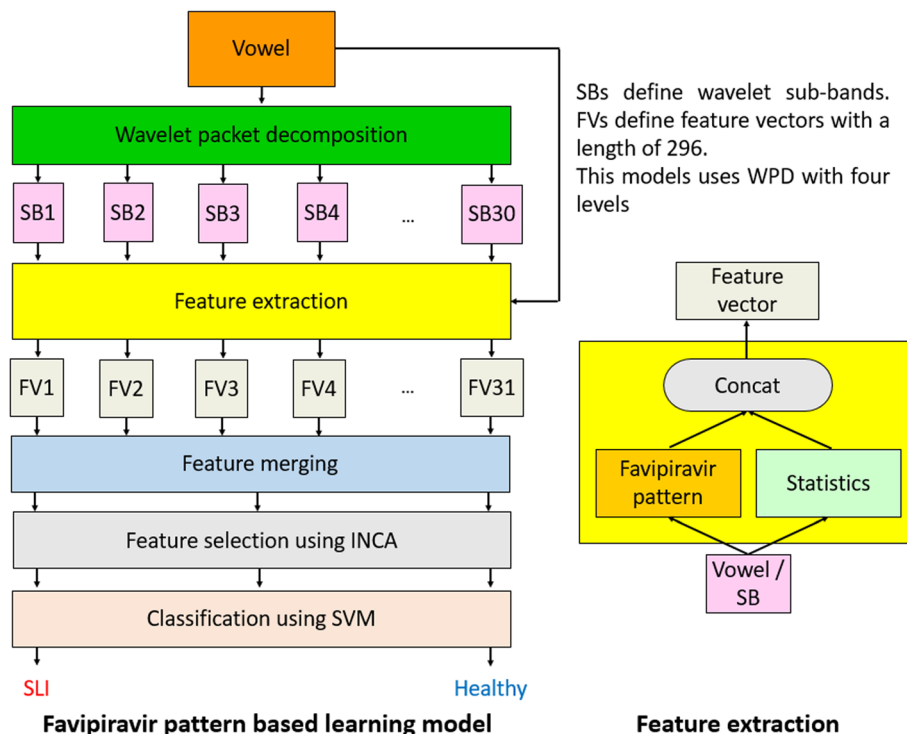 Vowel
Wavelet packet decomposition
SB1 SB2 SB3 SB4 ... SB30
Feature extraction
FV1 FV2 FV3 FV4 ... FV31
Feature merging
Feature selection using INCA
Classification using SVM
SLI Healthy
Favipiravir pattern based learning model
SBs define wavelet sub-bands.
FVs define feature vectors with a
length of 296.
This models uses WPD with four
levels
Feature
vector
Concat
Favipiravir
pattern
Statistics
Vowel /
SB
Feature extraction